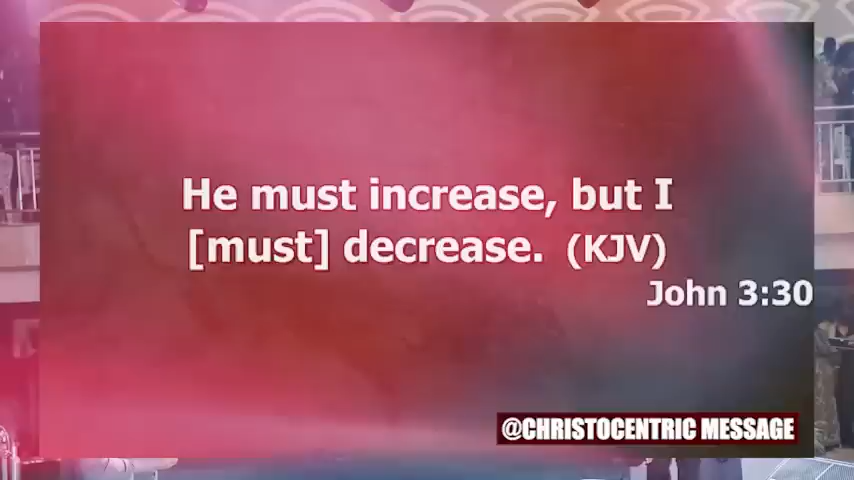 He must increase, but I
[must] decrease. (KJV)
John 3:30
@CHRISTOCENTRIC MESSAGE